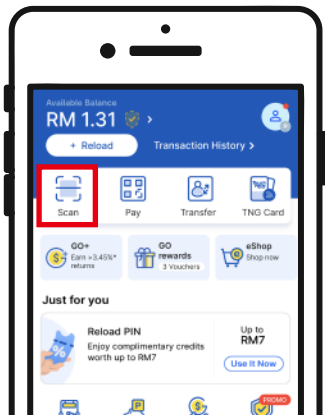 Available Balance
RM 1.31
+ Reload
Transaction History >
Scan
Pay
Transfer
TNG Card
GO+
Earn >3.45%*
returns
GO
rewards
3 Vouchers
eShop
Shop now
Just for you
Reload PIN
Enjoy complimentary credits
worth up to RM7
Up to
RM7
Use It Now
PROMO